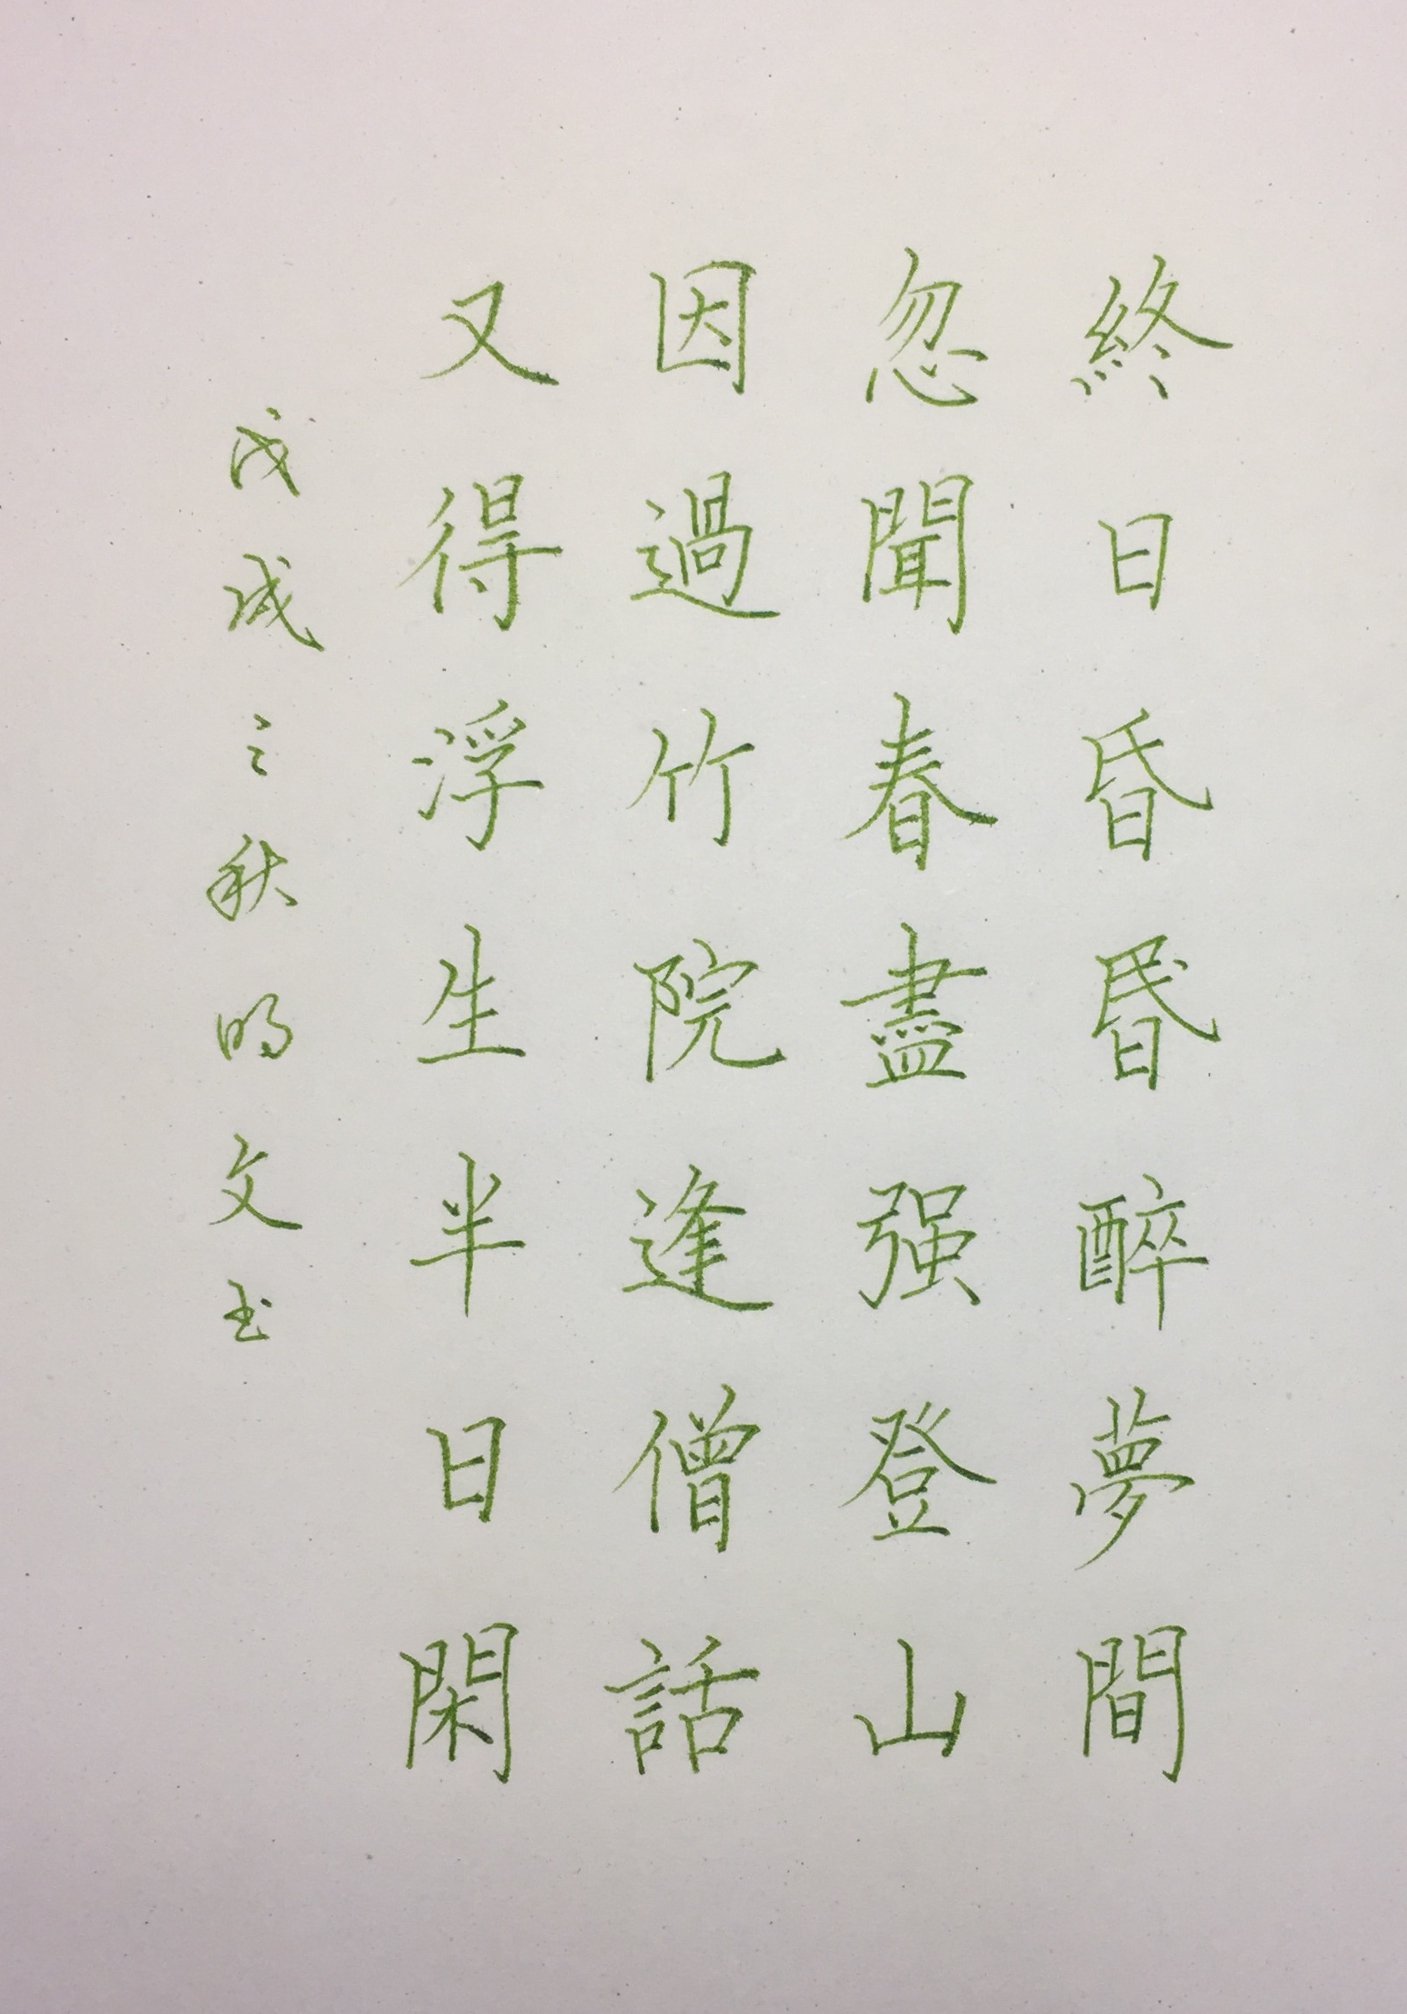 終日昏昏醉夢間
忽聞春盡强登山
因過竹院逢僧話
又得浮生半日閑
戊戌之秋明文书